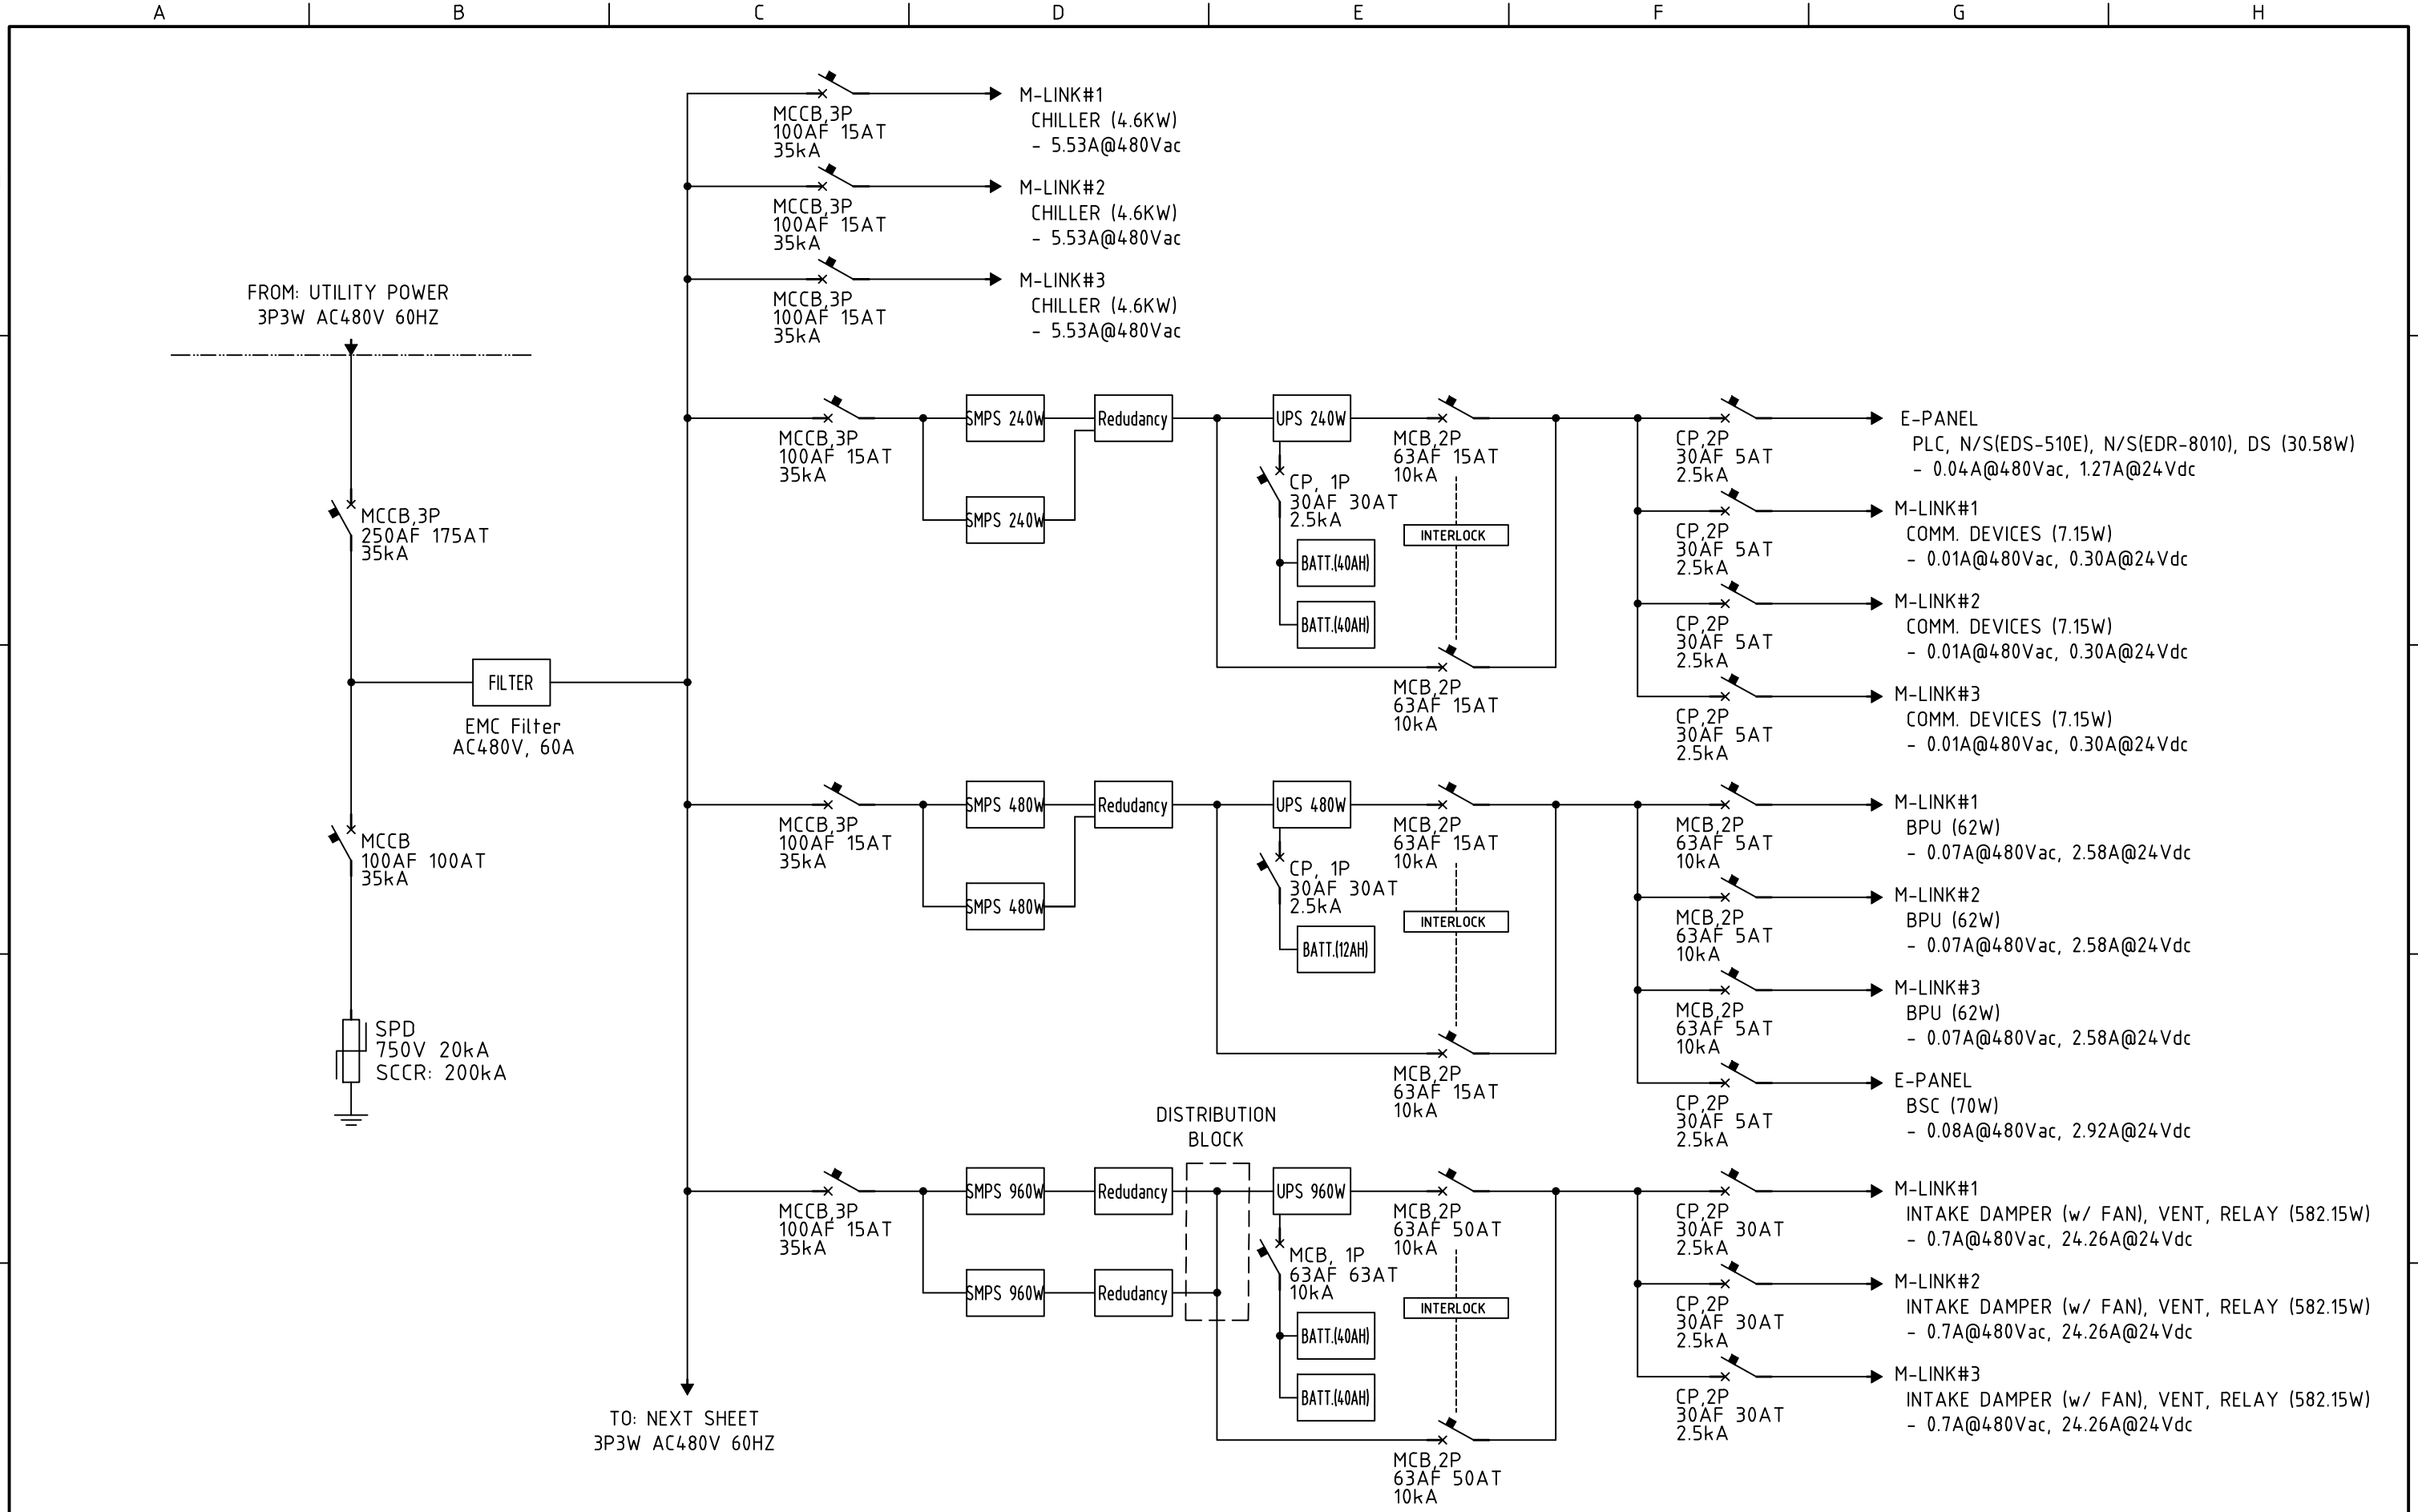 A
B
C
D
E
F
G
H
MCCB,3P
100AF 15AT
35kA
M-LINK#1
CHILLER (4.6KW)
- 5.53A@480Vac
MCCB,3P
100AF 15AT
35kA
M-LINK#2
CHILLER (4.6KW)
- 5.53A@480Vac
MCCB,3P
100AF 15AT
35kA
M-LINK#3
CHILLER (4.6KW)
- 5.53A@480Vac
FROM: UTILITY POWER
3P3W AC480V 60HZ
MCCB,3P
250AF 175AT
35kA
FILTER
EMC Filter
AC480V, 60A
MCCB
100AF 100AT
35kA
SPD
750V 20kA
SCCR: 200kA
MCCB,3P
100AF 15AT
35kA
SMPS 240W
SMPS 240W
Redudancy
UPS 240W
CP, 1P
30AF 30AT
2.5kA
BATT.(40AH)
BATT.(40AH)
MCB,2P
63AF 15AT
10kA
INTERLOCK
MCB,2P
63AF 15AT
10kA
CP,2P
30AF 5AT
2.5kA
E-PANEL
PLC, N/S(EDS-510E), N/S(EDR-8010), DS (30.58W)
- 0.04A@480Vac, 1.27A@24Vdc
CP,2P
30AF 5AT
2.5kA
M-LINK#1
COMM. DEVICES (7.15W)
- 0.01A@480Vac, 0.30A@24Vdc
CP,2P
30AF 5AT
2.5kA
M-LINK#2
COMM. DEVICES (7.15W)
- 0.01A@480Vac, 0.30A@24Vdc
CP,2P
30AF 5AT
2.5kA
M-LINK#3
COMM. DEVICES (7.15W)
- 0.01A@480Vac, 0.30A@24Vdc
MCCB,3P
100AF 15AT
35kA
SMPS 480W
SMPS 480W
Redudancy
UPS 480W
CP, 1P
30AF 30AT
2.5kA
BATT.(12AH)
MCB,2P
63AF 15AT
10kA
INTERLOCK
MCB,2P
63AF 15AT
10kA
MCB,2P
63AF 5AT
10kA
M-LINK#1
BPU (62W)
- 0.07A@480Vac, 2.58A@24Vdc
MCB,2P
63AF 5AT
10kA
M-LINK#2
BPU (62W)
- 0.07A@480Vac, 2.58A@24Vdc
MCB,2P
63AF 5AT
10kA
M-LINK#3
BPU (62W)
- 0.07A@480Vac, 2.58A@24Vdc
CP,2P
30AF 5AT
2.5kA
E-PANEL
BSC (70W)
- 0.08A@480Vac, 2.92A@24Vdc
MCCB,3P
100AF 15AT
35kA
SMPS 960W
SMPS 960W
Redudancy
Redudancy
DISTRIBUTION
BLOCK
UPS 960W
MCB, 1P
63AF 63AT
10kA
BATT.(40AH)
BATT.(40AH)
MCB,2P
63AF 50AT
10kA
INTERLOCK
MCB,2P
63AF 50AT
10kA
CP,2P
30AF 30AT
2.5kA
M-LINK#1
INTAKE DAMPER (w/ FAN), VENT, RELAY (582.15W)
- 0.7A@480Vac, 24.26A@24Vdc
CP,2P
30AF 30AT
2.5kA
M-LINK#2
INTAKE DAMPER (w/ FAN), VENT, RELAY (582.15W)
- 0.7A@480Vac, 24.26A@24Vdc
CP,2P
30AF 30AT
2.5kA
M-LINK#3
INTAKE DAMPER (w/ FAN), VENT, RELAY (582.15W)
- 0.7A@480Vac, 24.26A@24Vdc
TO: NEXT SHEET
3P3W AC480V 60HZ